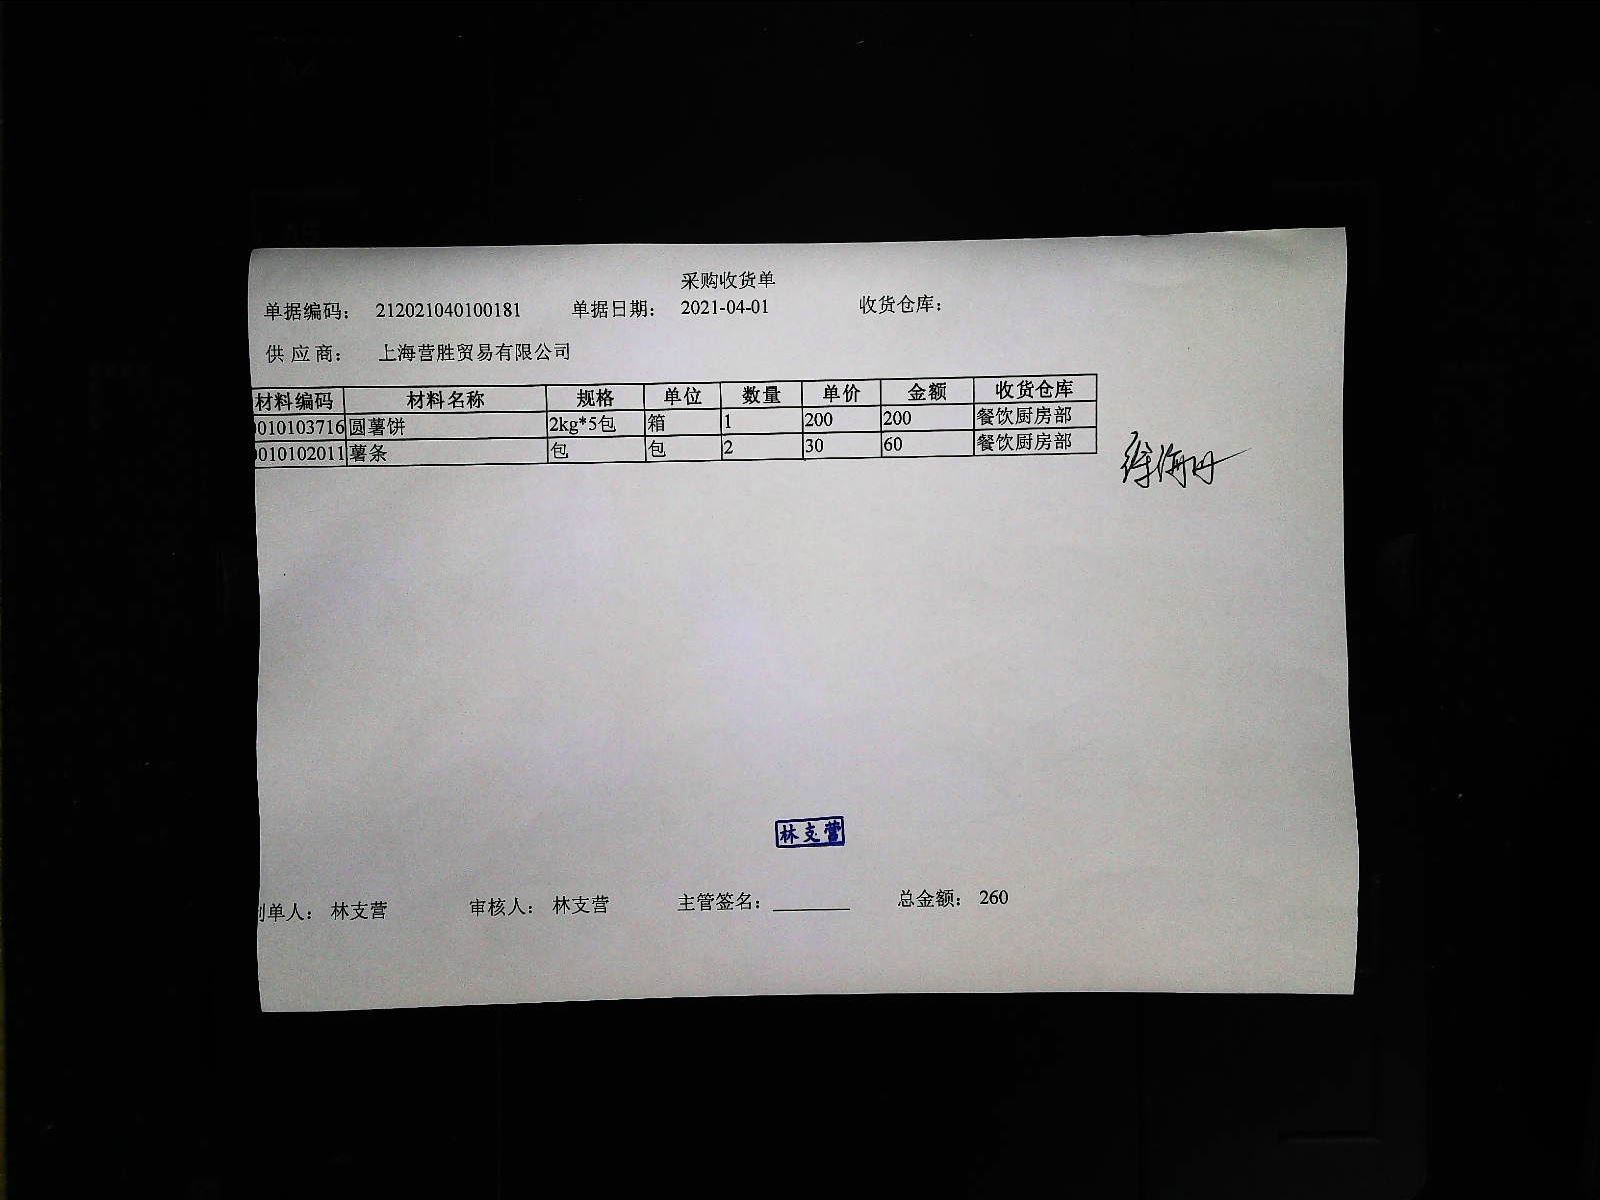 采购收货单
单据编码： 212021040100181 单据日期： 2021-04-01 收货仓库：
供 应 商： 上海营胜贸易有限公司
材料编码 材料名称 规格 单位 数量 单价 金额 收货仓库
0010103716 圆薯饼 2kg*5包 箱 1 200 200 餐饮厨房部
0010102011 薯条 包 包 2 30 60 餐饮厨房部
林支营
制单人： 林支营 审核人： 林支营 主管签名： 总金额： 260